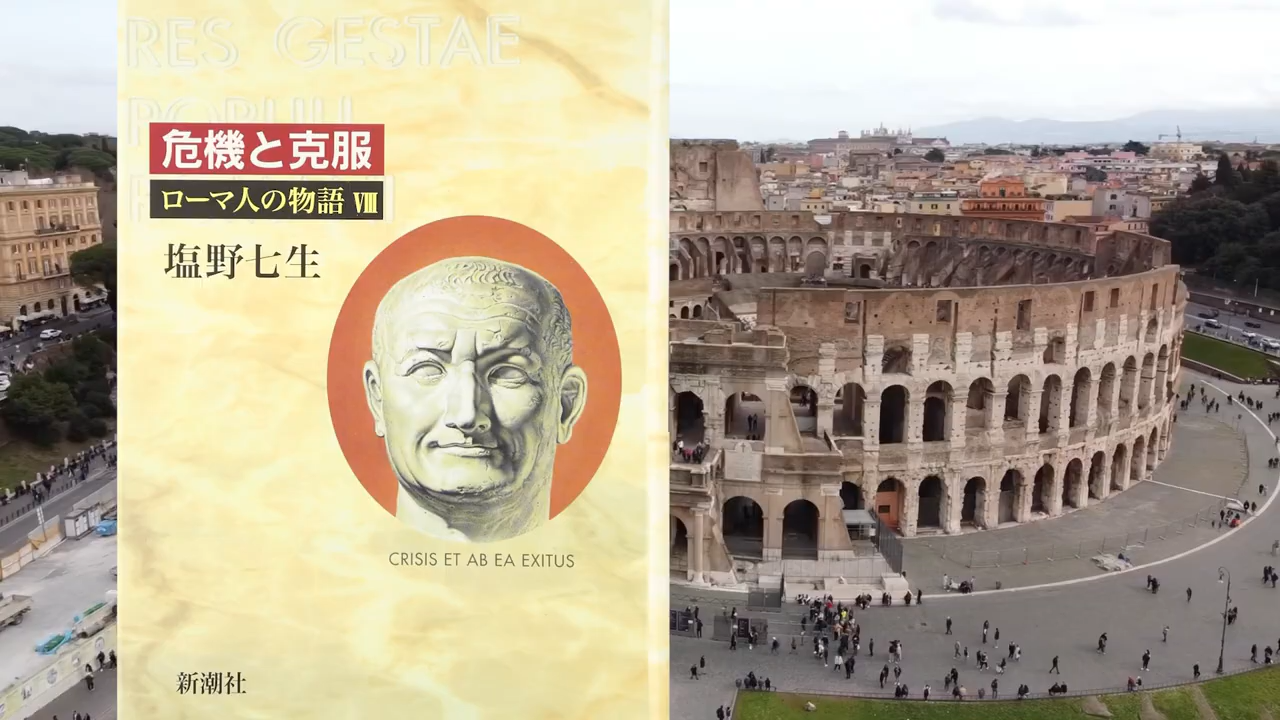 RES GESTAE
POPULI
危機と克服
ローマ人の物語 Ⅷ
塩野七生
CRISIS ET AB EA EXITUS
新潮社